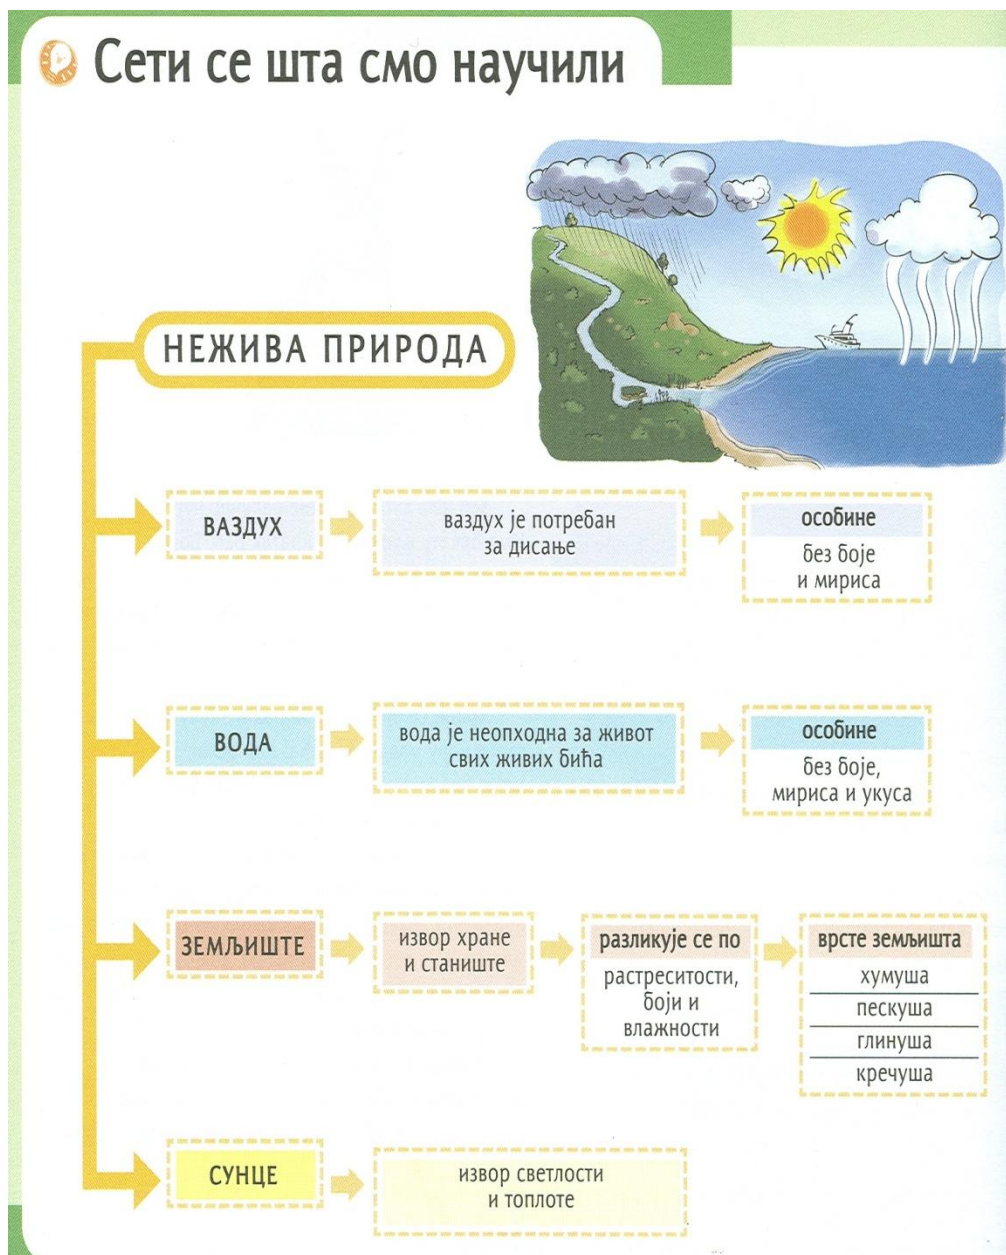 Сети се шта смо научили
НЕЖИВА ПРИРОДА
ВАЗДУХ
ваздух је потребан
за дисање
особине
без боје
и мириса
ВОДА
вода је неопходна за живот
свих живих бића
особине
без боје,
мириса и укуса
ЗЕМЉИШТЕ
извор хране
и станиште
разликује се по
растреситости,
боји и
влажности
врсте земљишта
хумуша
пескуша
глинуша
кречуша
СУНЦЕ
извор светлости
и топлоте